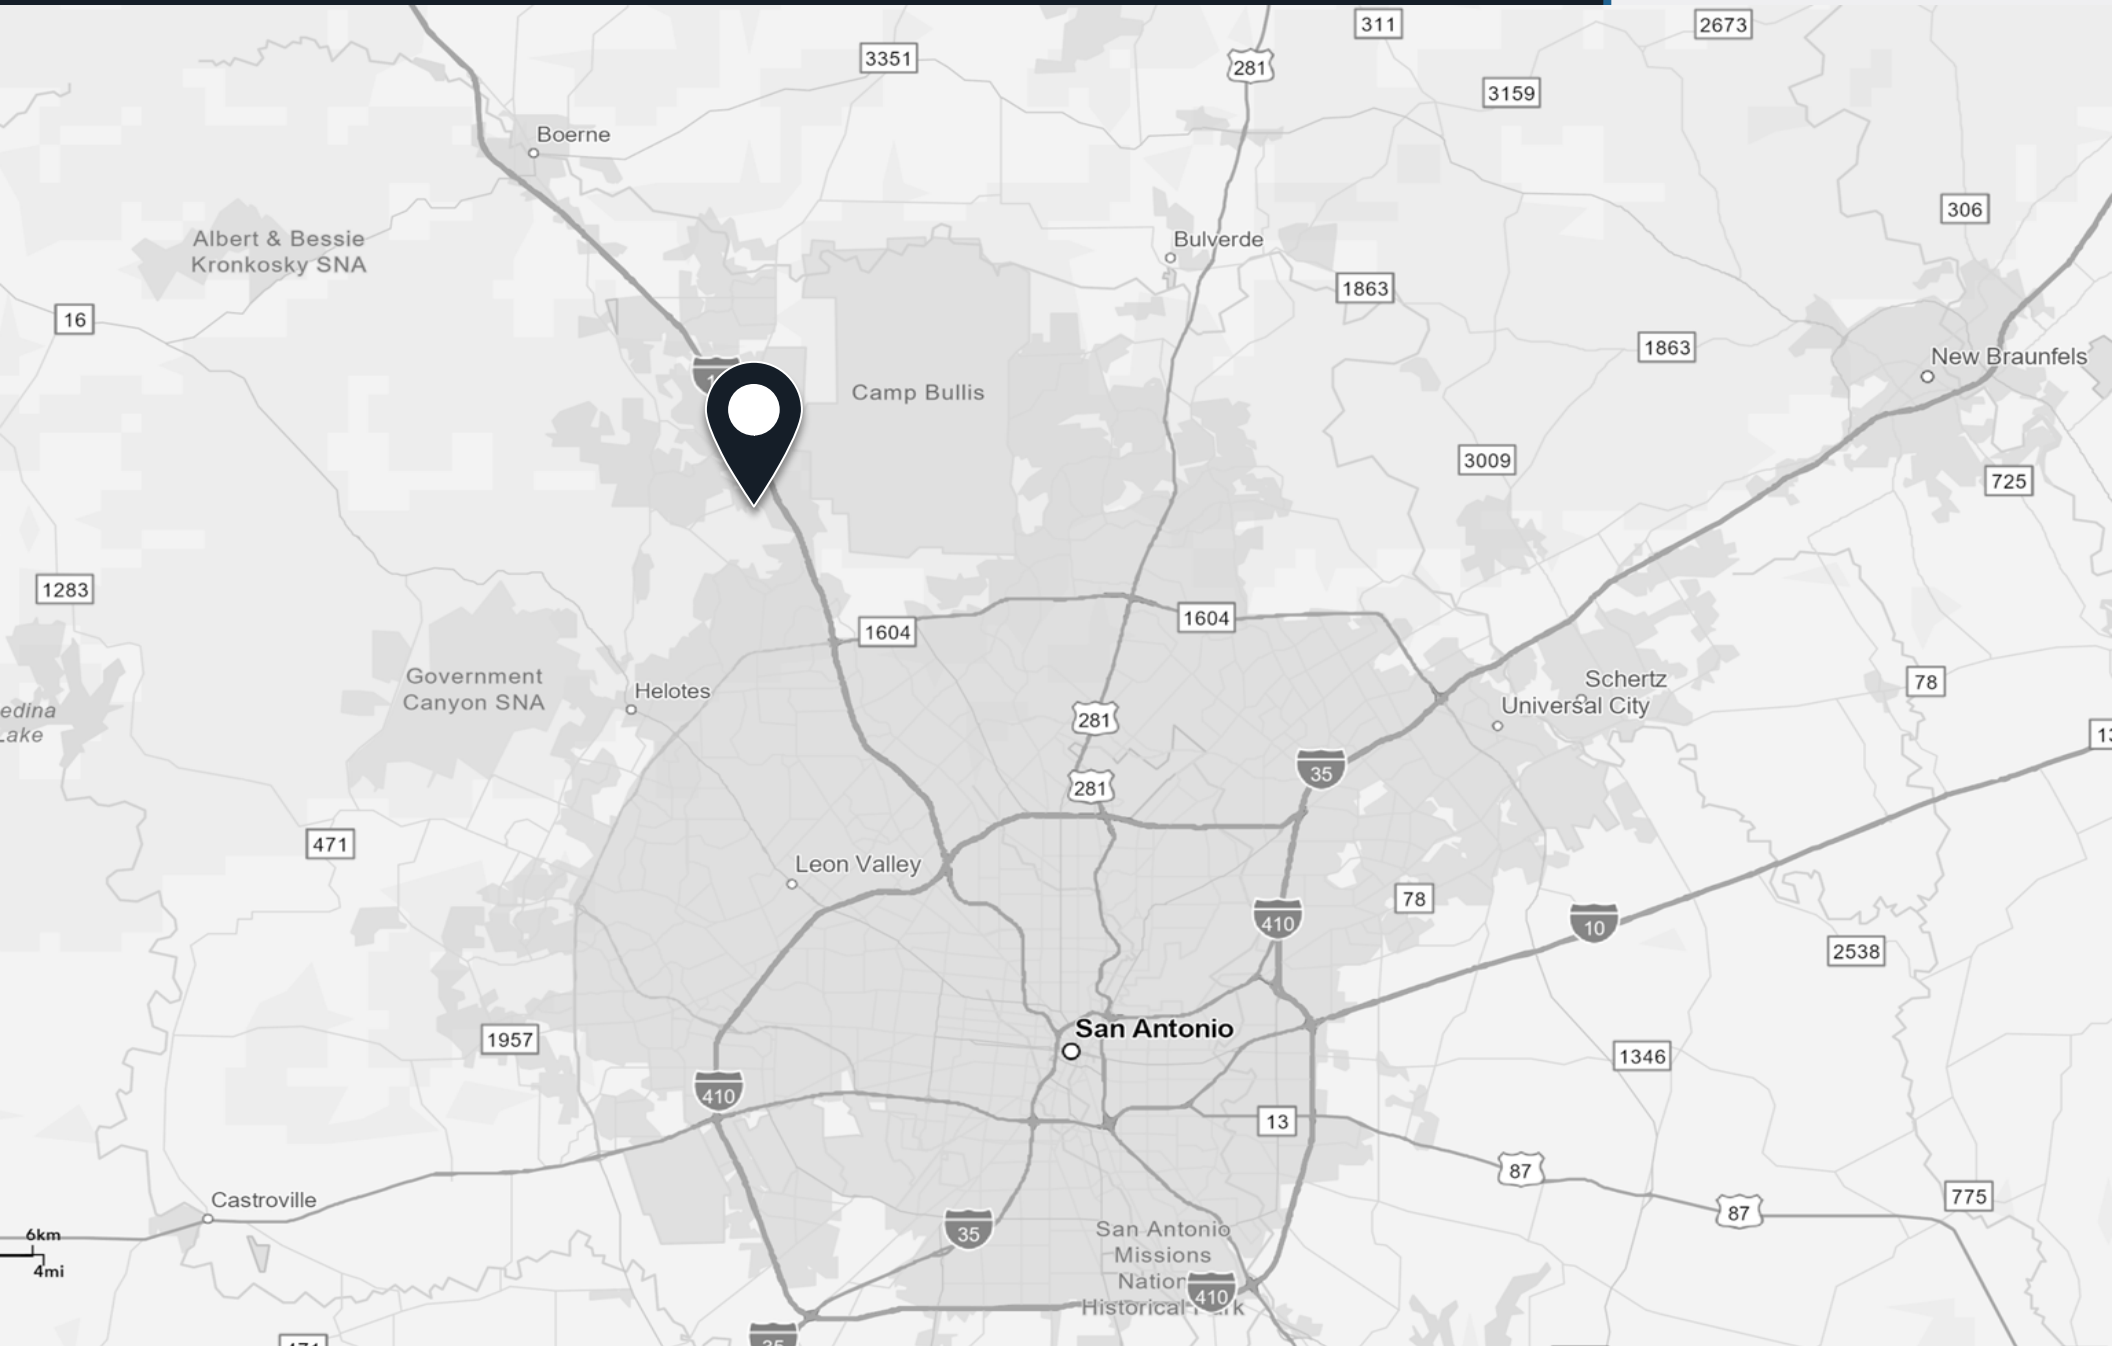 311
2673
3351
281
3159
Boerne
306
Albert & Bessie
Kronkosky SNA
Bulverde
1863
16
1863
New Braunfels
Camp Bullis
3009
725
1283
1604
1604
Government
Canyon SNA
Helotes
Schertz
Universal City
78
edina
Lake
281
281
35
471
Leon Valley
78
410
10
2538
San Antonio
1957
1346
410
13
87
775
87
Castroville
35
San Antonio
Missions
Historical
410
6km
4mi